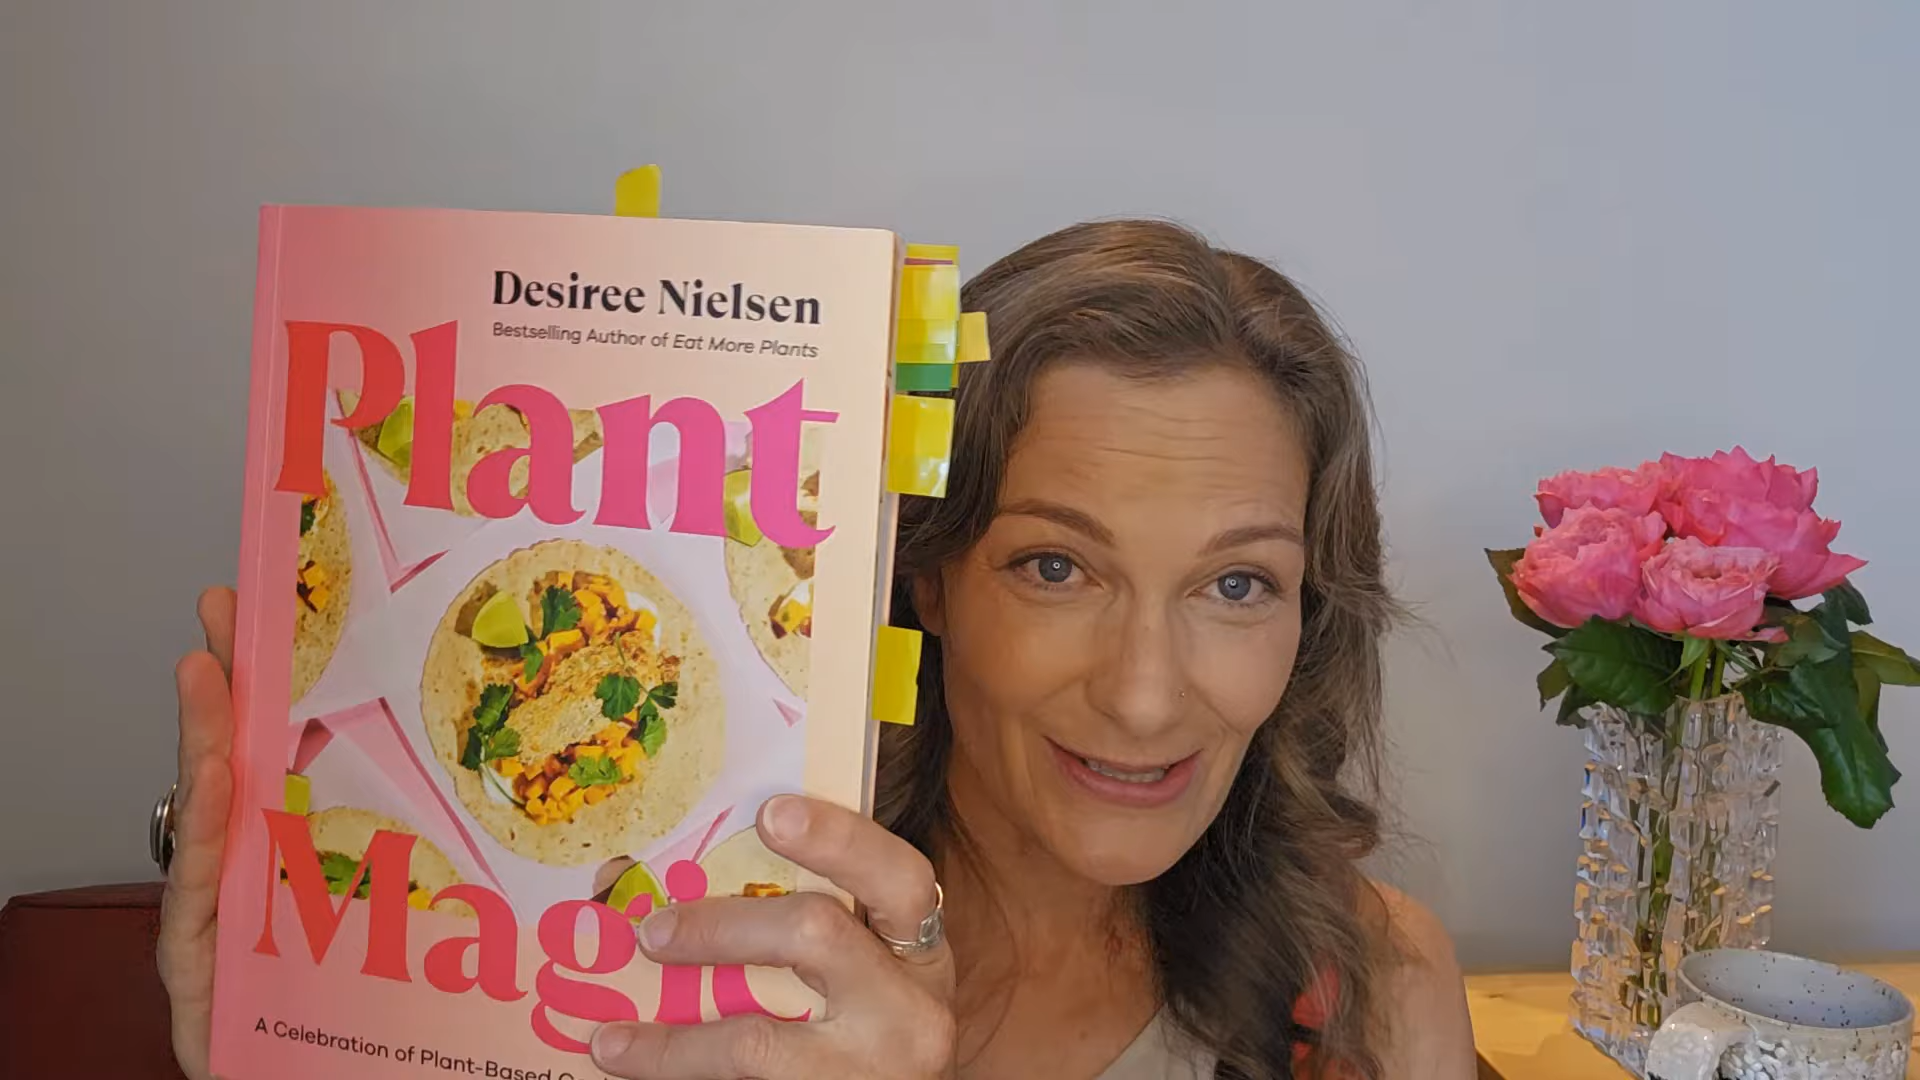 Desiree Nielsen
Bestselling Author of Eat More Plants
Plant
Magic
A Celebration of Plant-Based